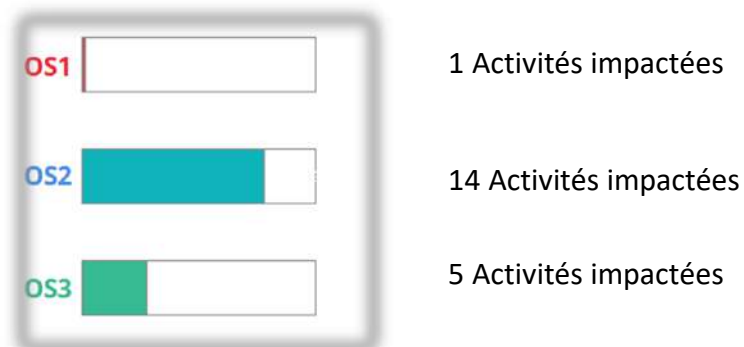 OS1 1 Activités impactées
OS2 14 Activités impactées
OS3 5 Activités impactées